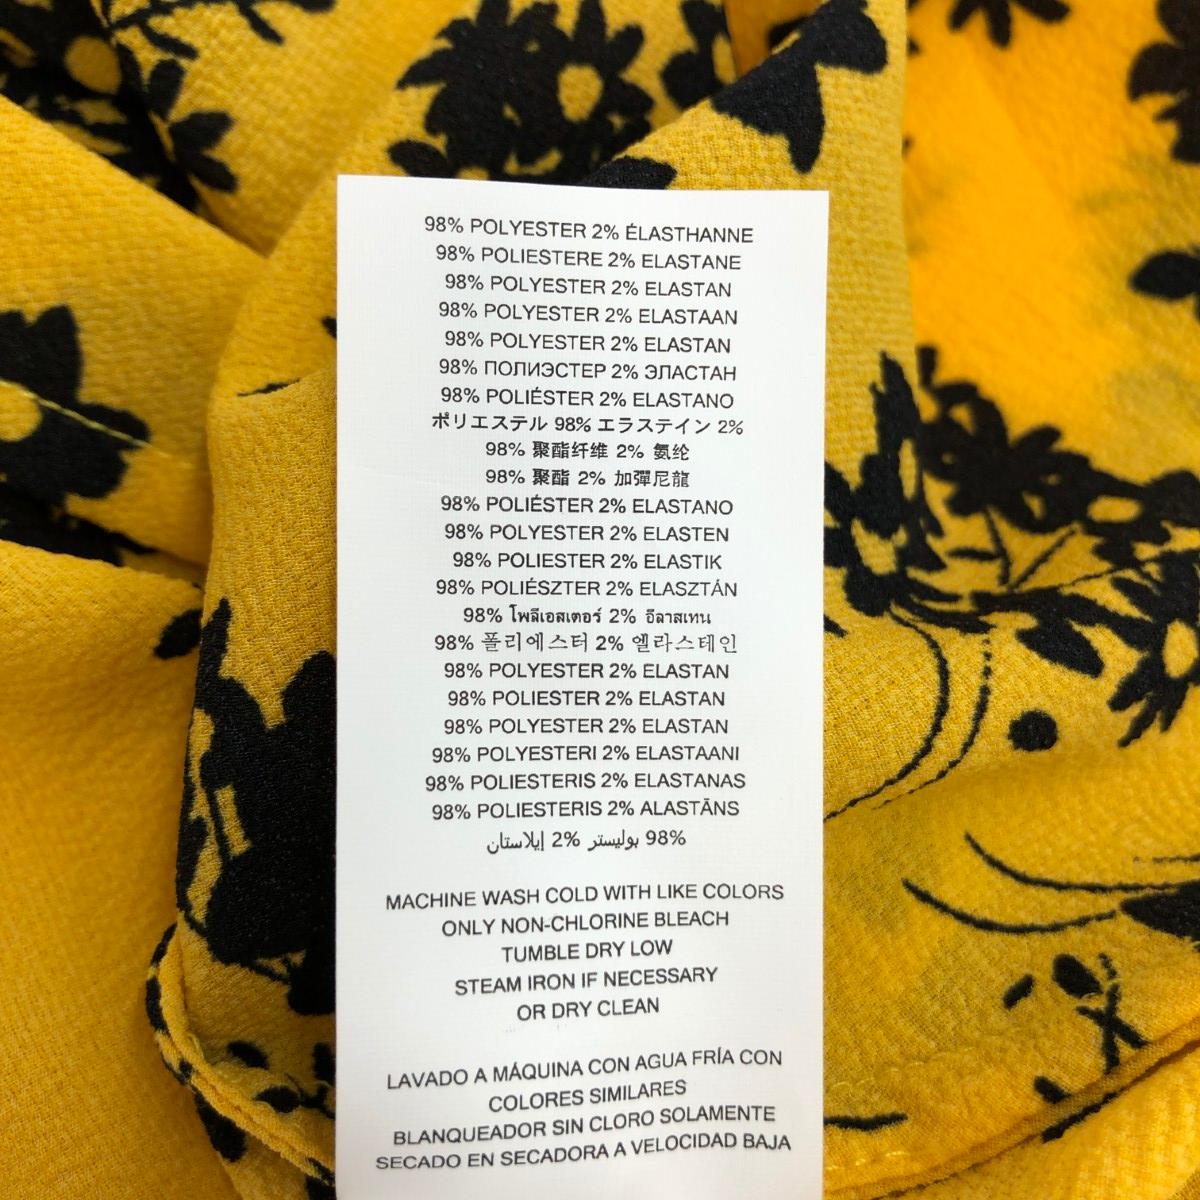 98% POLYESTER 2% ÉLASTHANNE
98% POLIESTERE 2% ELASTANE
98% POLYESTER 2% ELASTAN
98% POLYESTER 2% ELASTAAN
98% POLYESTER 2% ELASTAN
98% ПОЛИЭСТЕР 2% ЭЛАСТАН
98% POLIÉSTER 2% ELASTANO
ポリエステル 98% エラステイン 2%
98% 聚酯纤维 2% 氨纶
98% 聚酯 2% 加彈尼龍
98% POLIÉSTER 2% ELASTANO
98% POLYESTER 2% ELASTEN
98% POLIESTER 2% ELASTIK
98% POLIÉSZTER 2% ELASZTÁN
98% โพลีเอสเตอร์ 2% อีลาสเทน
98% 폴리에스터 2% 엘라스테인
98% POLYESTER 2% ELASTAN
98% POLIESTER 2% ELASTAN
98% POLYESTER 2% ELASTAN
98% POLYESTERI 2% ELASTAANI
98% POLIESTERIS 2% ELASTANAS
98% POLIESTERIS 2% ALASTĀNS
98% بوليستر 2% إيلاستان
MACHINE WASH COLD WITH LIKE COLORS
ONLY NON-CHLORINE BLEACH
TUMBLE DRY LOW
STEAM IRON IF NECESSARY
OR DRY CLEAN
LAVADO A MÁQUINA CON AGUA FRÍA CON
COLORES SIMILARES
BLANQUEADOR SIN CLORO SOLAMENTE
SECADO EN SECADORA A VELOCIDAD BAJA